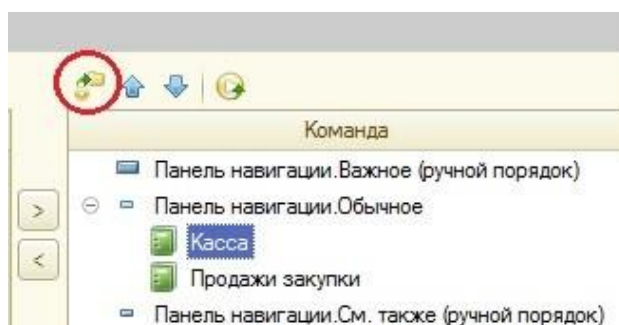 Команда
Панель навигации.Важное (ручной порядок)
Панель навигации.Обычное
Касса
Продажи закупки
Панель навигации.См. также (ручной порядок)